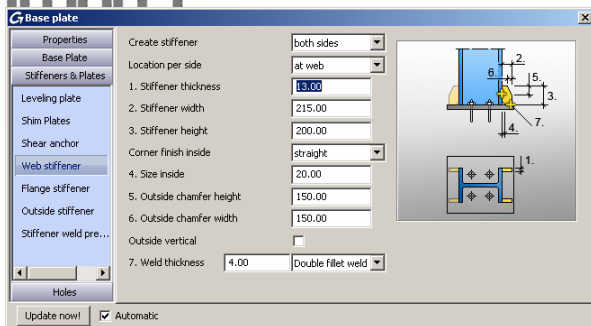 Base plate
Properties
Base Plate
Stiffeners & Plates
Leveling plate
Shim Plates
Shear anchor
Web stiffener
Flange stiffener
Outside stiffener
Stiffener weld pre...
Holes
Create stiffener both sides
Location per side at web
1. Stiffener thickness 13.00
2. Stiffener width 215.00
3. Stiffener height 200.00
Corner finish inside straight
4. Size inside 20.00
5. Outside chamfer height 150.00
6. Outside chamfer width 150.00
Outside vertical
7. Weld thickness 4.00 Double fillet weld
2.
6.
5.
3.
7.
4.
1.
Update now! Automatic